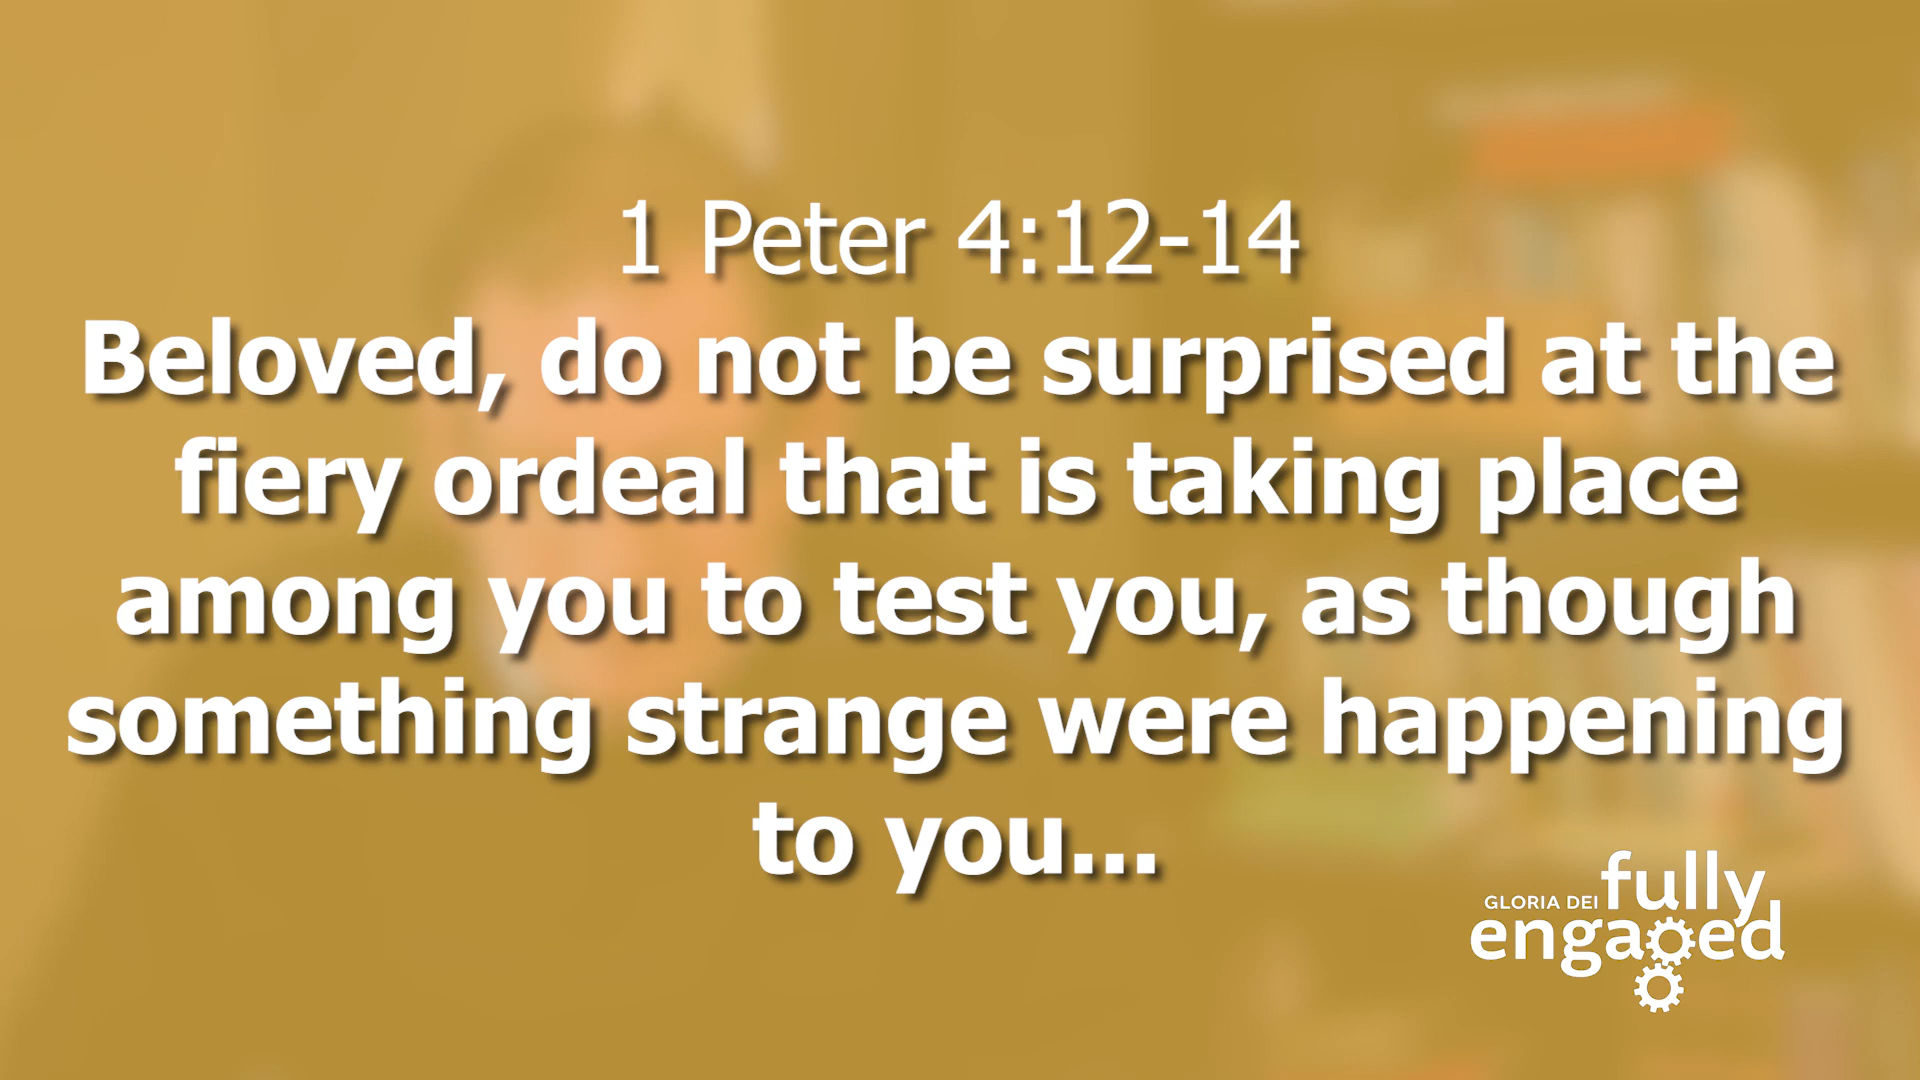 1 Peter 4:12-14
Beloved, do not be surprised at the
fiery ordeal that is taking place
among you to test you, as though
something strange were happening
to you...
GLORIA DEI fully
engaged